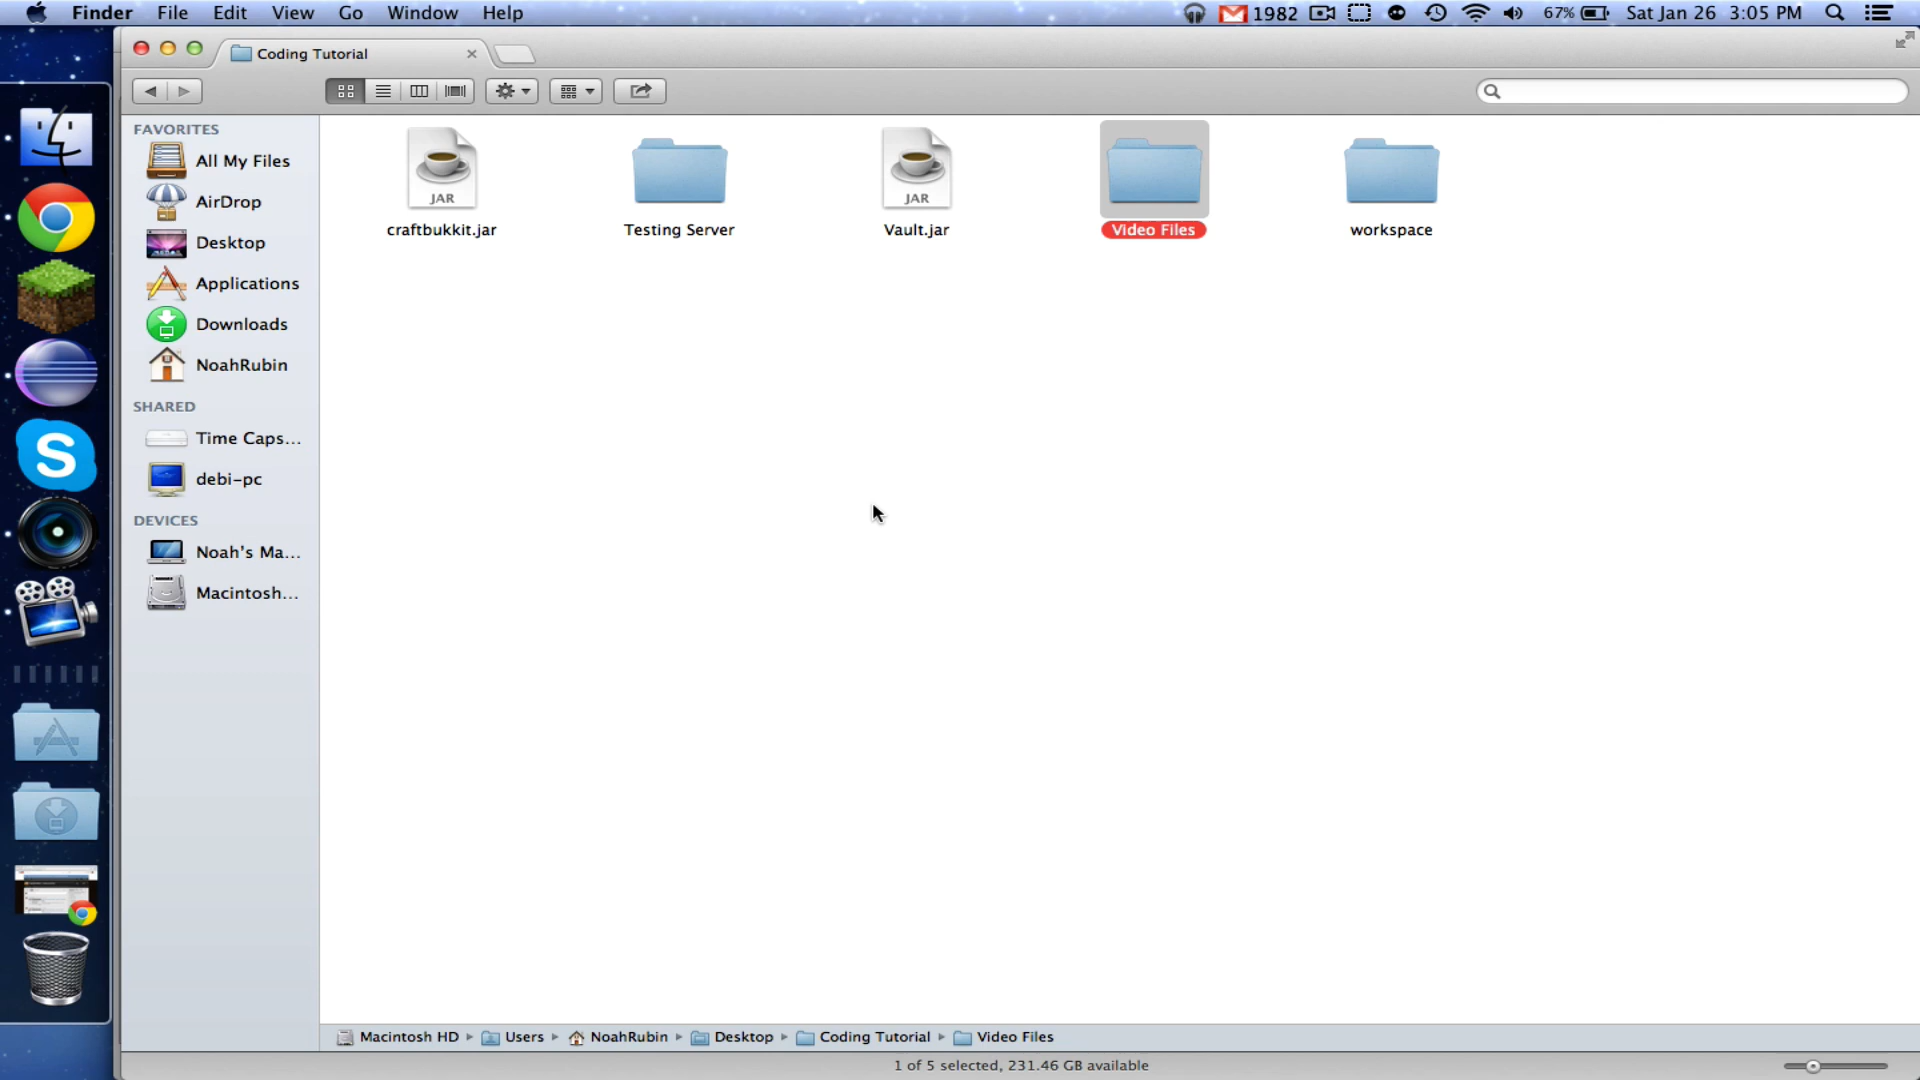 Finder File Edit View Go Window Help 1982 67% Sat Jan 26 3:05 PM
Coding Tutorial
FAVORITES
All My Files
AirDrop
Desktop
Applications
Downloads
NoahRubin
SHARED
Time Caps...
debi-pc
DEVICES
Noah's Ma...
Macintosh...
JAR
craftbukkit.jar
Testing Server
JAR
Vault.jar
Video Files
workspace
Macintosh HD Users NoahRubin Desktop Coding Tutorial Video Files
1 of 5 selected, 231.46 GB available